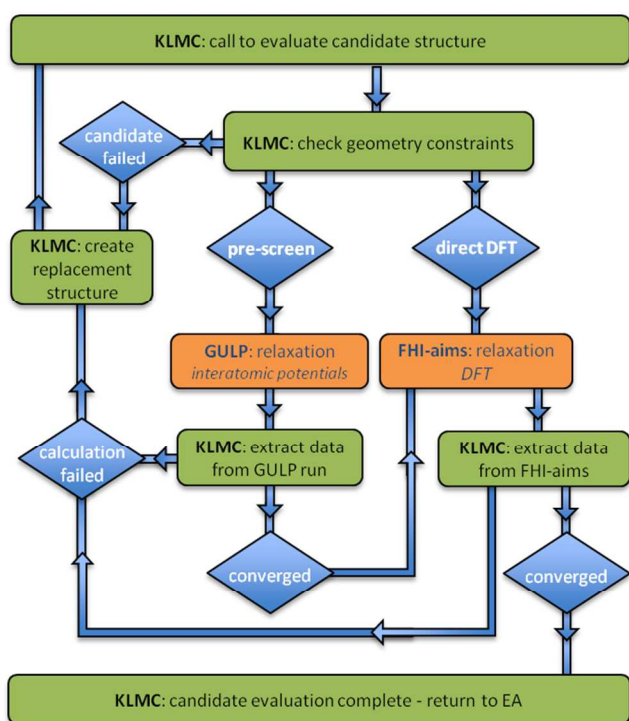 KLMC: call to evaluate candidate structure
candidate
failed
KLMC: check geometry constraints
KLMC: create
replacement
structure
pre-screen
direct DFT
GULP: relaxation
interatomic potentials
FHI-aims: relaxation
DFT
calculation
failed
KLMC: extract data
from GULP run
KLMC: extract data
from FHI-aims
converged
converged
KLMC: candidate evaluation complete - return to EA